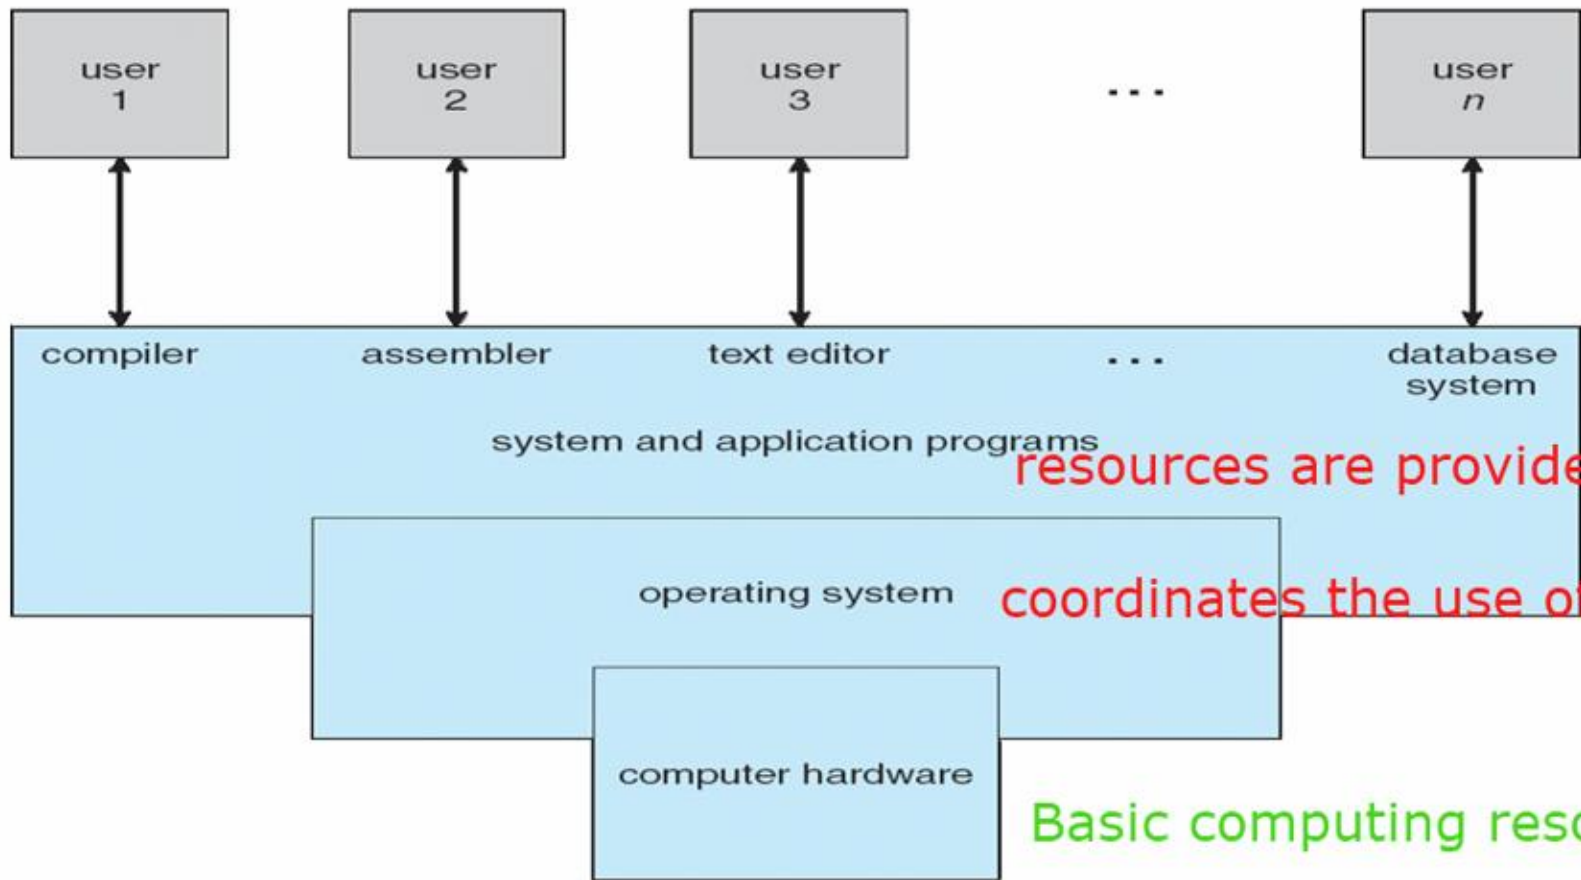 user
1
user
2
user
3
...
user
n
compiler
assembler
text editor
...
database
system
system and application programs
resources are provide
operating system
coordinates the use of
computer hardware
Basic computing reso